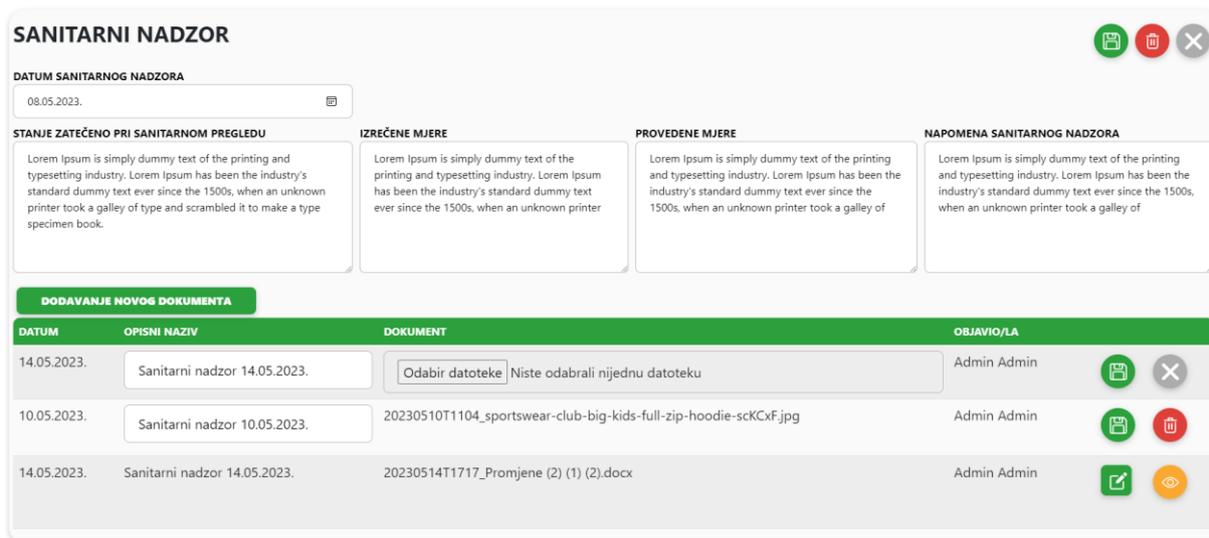 SANITARNI NADZOR
DATUM SANITARNOG NADZORA
08.05.2023.
STANJE ZATEČENO PRI SANITARNOM PREGLEDU
Lorem Ipsum is simply dummy text of the printing and
typesetting industry. Lorem Ipsum has been the industry's
standard dummy text ever since the 1500s, when an unknown
printer took a galley of type and scrambled it to make a type
specimen book.
IZREČENE MJERE
Lorem Ipsum is simply dummy text of the
printing and typesetting industry. Lorem Ipsum
has been the industry's standard dummy text
ever since the 1500s, when an unknown printer
PROVEDENE MJERE
Lorem Ipsum is simply dummy text of the printing
and typesetting industry. Lorem Ipsum has been the
industry's standard dummy text ever since the
1500s, when an unknown printer took a galley of
NAPOMENA SANITARNOG NADZORA
Lorem Ipsum is simply dummy text of the printing
and typesetting industry. Lorem Ipsum has been the
industry's standard dummy text ever since the 1500s,
when an unknown printer took a galley of
DODAVANJE NOVOG DOKUMENTA
DATUM OPISNI NAZIV DOKUMENT OBJAVIO/LA
14.05.2023. Sanitarni nadzor 14.05.2023. Odabir datoteke Niste odabrali nijednu datoteku Admin Admin
10.05.2023. Sanitarni nadzor 10.05.2023. 20230510T1104_sportswear-club-big-kids-full-zip-hoodie-scKCxF.jpg Admin Admin
14.05.2023. Sanitarni nadzor 14.05.2023. 20230514T1717_Promjene (2) (1) (2).docx Admin Admin